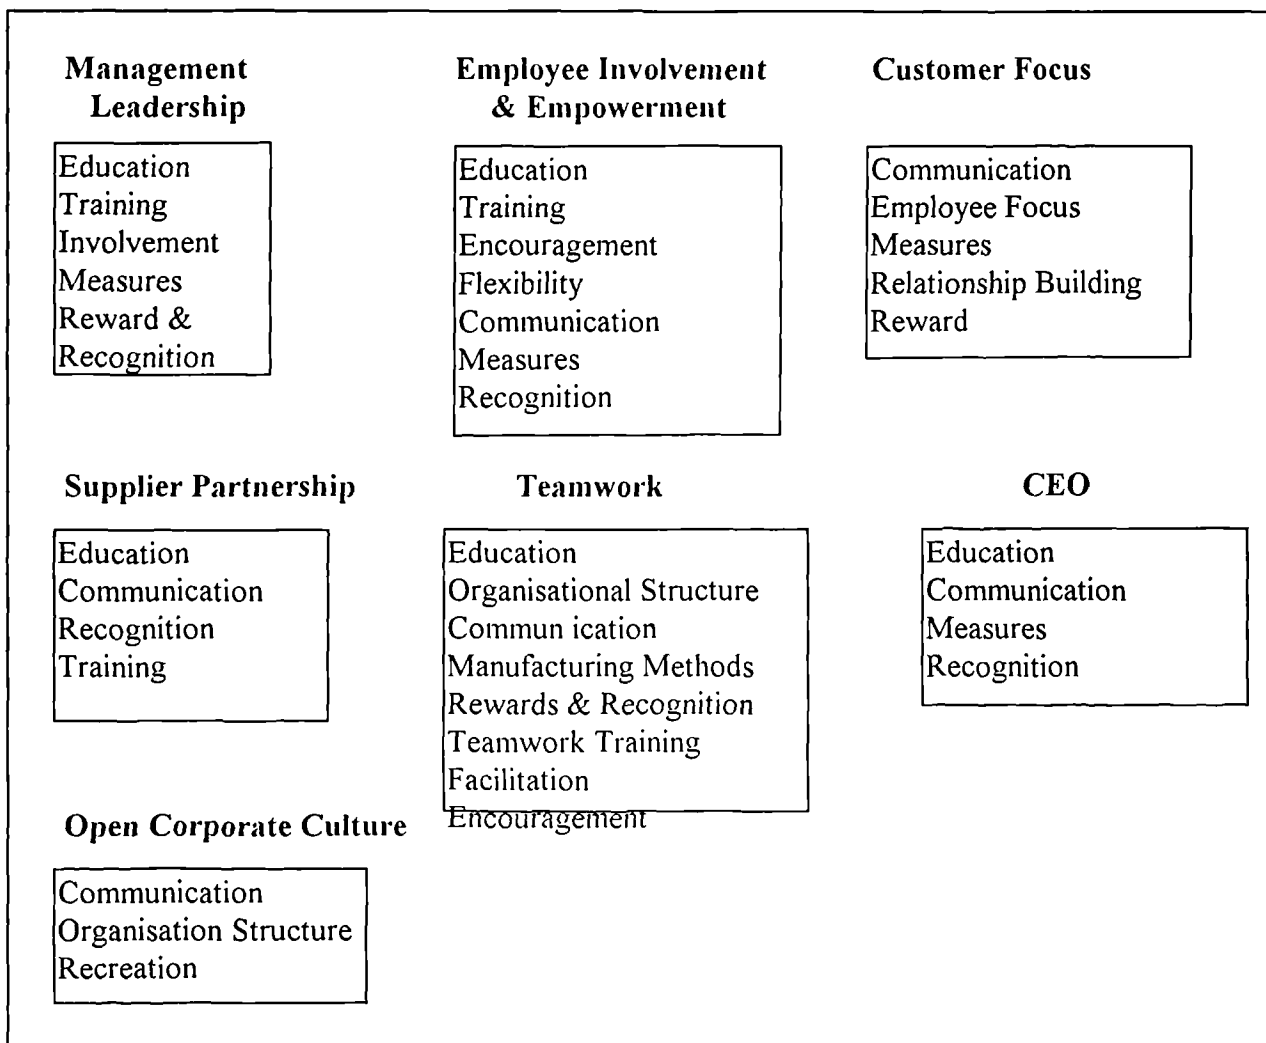 Management
Leadership
Education
Training
Involvement
Measures
Reward &
Recognition
Employee Involvement
& Empowerment
Education
Training
Encouragement
Flexibility
Communication
Measures
Recognition
Customer Focus
Communication
Employee Focus
Measures
Relationship Building
Reward
Supplier Partnership
Education
Communication
Recognition
Training
Teamwork
Education
Organisational Structure
Commun ication
Manufacturing Methods
Rewards & Recognition
Teamwork Training
Facilitation
Encouragement
CEO
Education
Communication
Measures
Recognition
Open Corporate Culture
Communication
Organisation Structure
Recreation